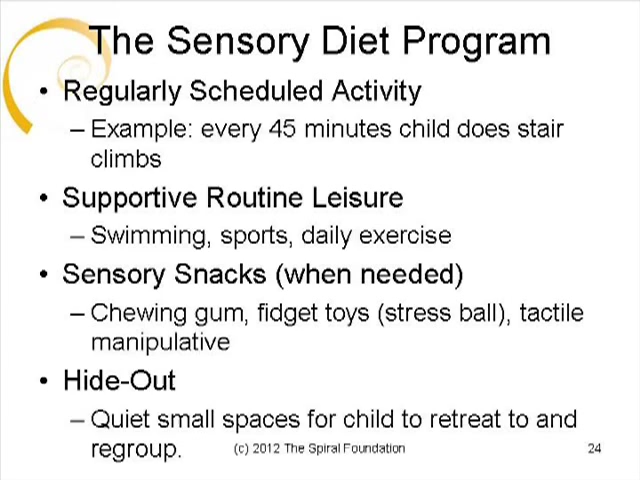 The Sensory Diet Program
• Regularly Scheduled Activity
– Example: every 45 minutes child does stair
climbs
• Supportive Routine Leisure
– Swimming, sports, daily exercise
• Sensory Snacks (when needed)
– Chewing gum, fidget toys (stress ball), tactile
manipulative
• Hide-Out
– Quiet small spaces for child to retreat to and
regroup.
(c) 2012 The Spiral Foundation
24